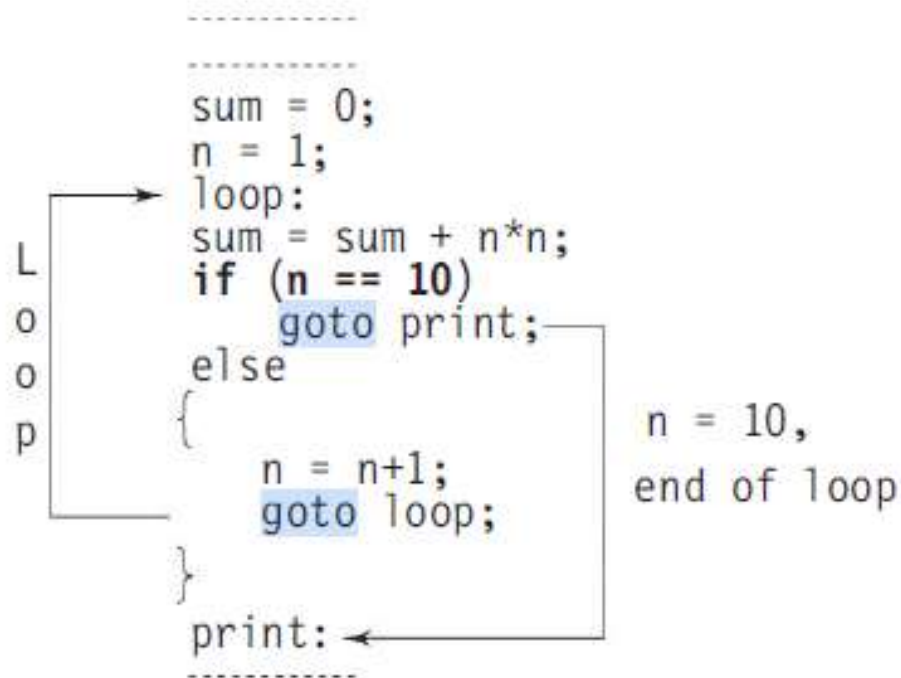 ------------
------------
sum = 0;
n = 1;
loop:
sum = sum + n*n;
if (n == 10)
goto print;
else
{
n = n+1;
goto loop;
}
print:
------------
Loop
n = 10,
end of loop